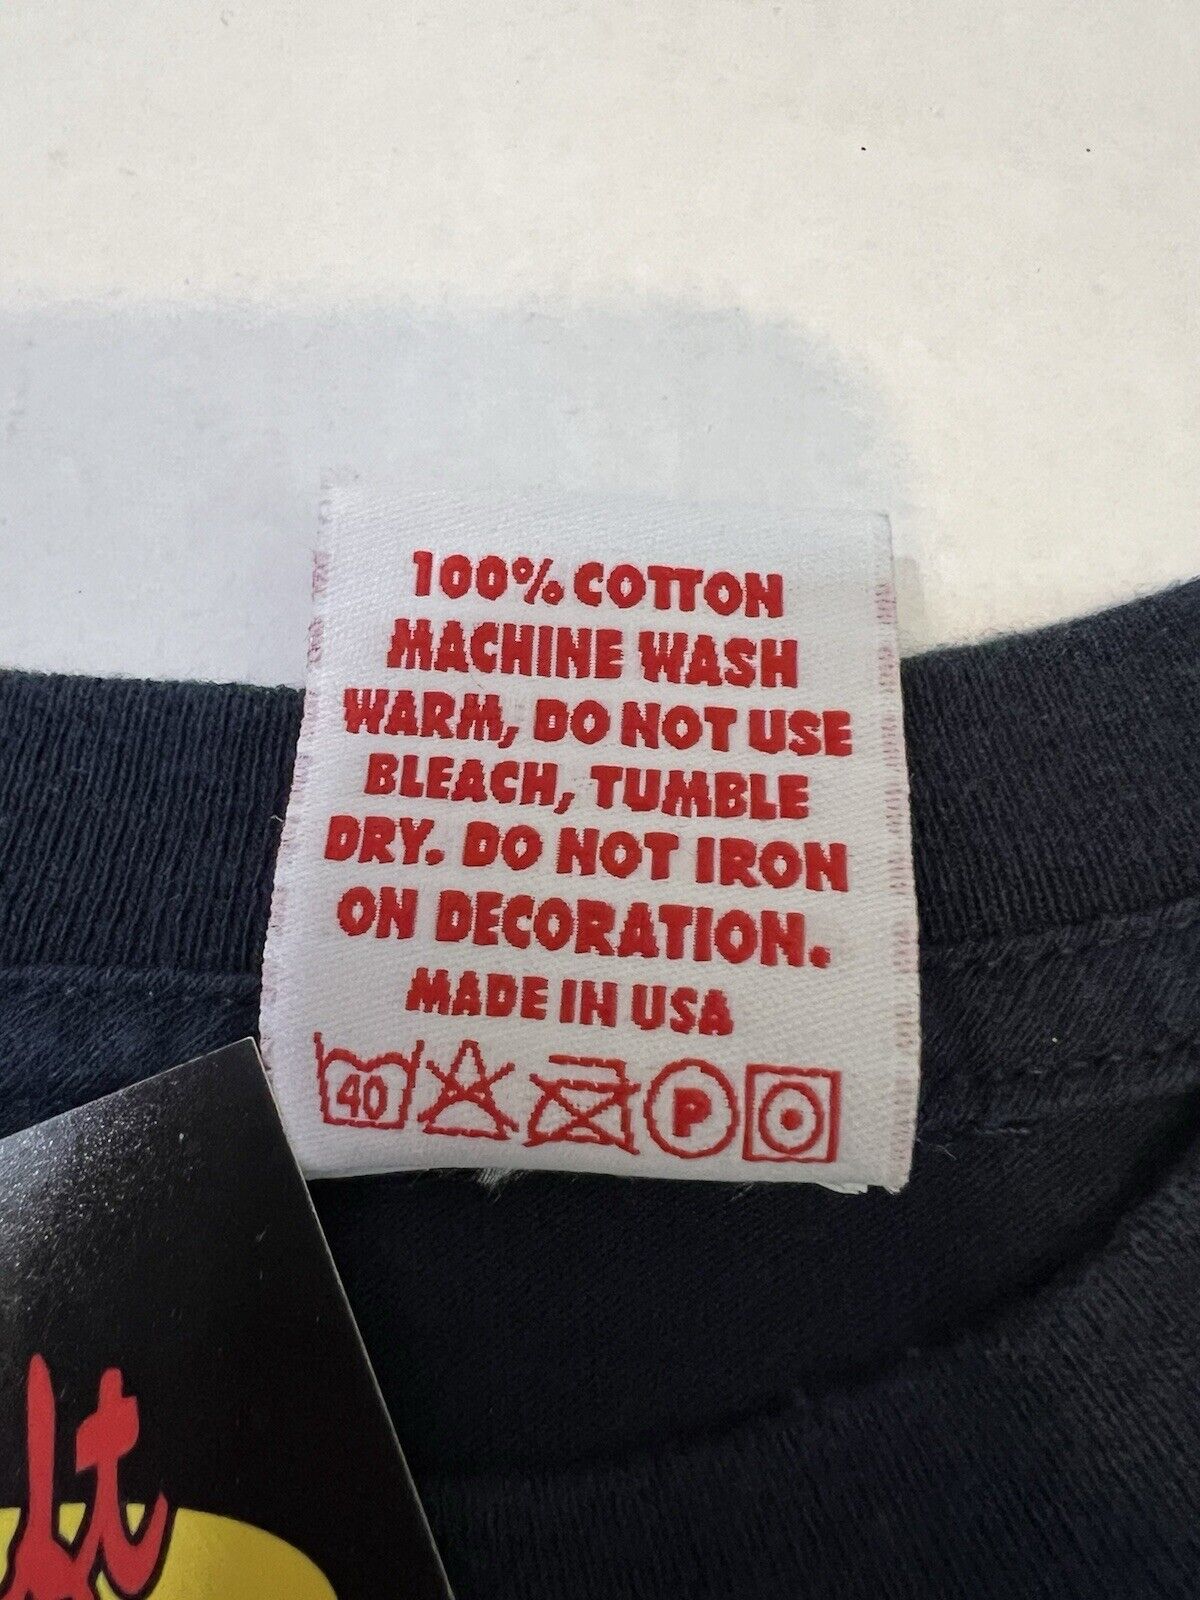 100% COTTON
MACHINE WASH
WARM, DO NOT USE
BLEACH, TUMBLE
DRY. DO NOT IRON
ON DECORATION.
MADE IN USA
40 P
lt